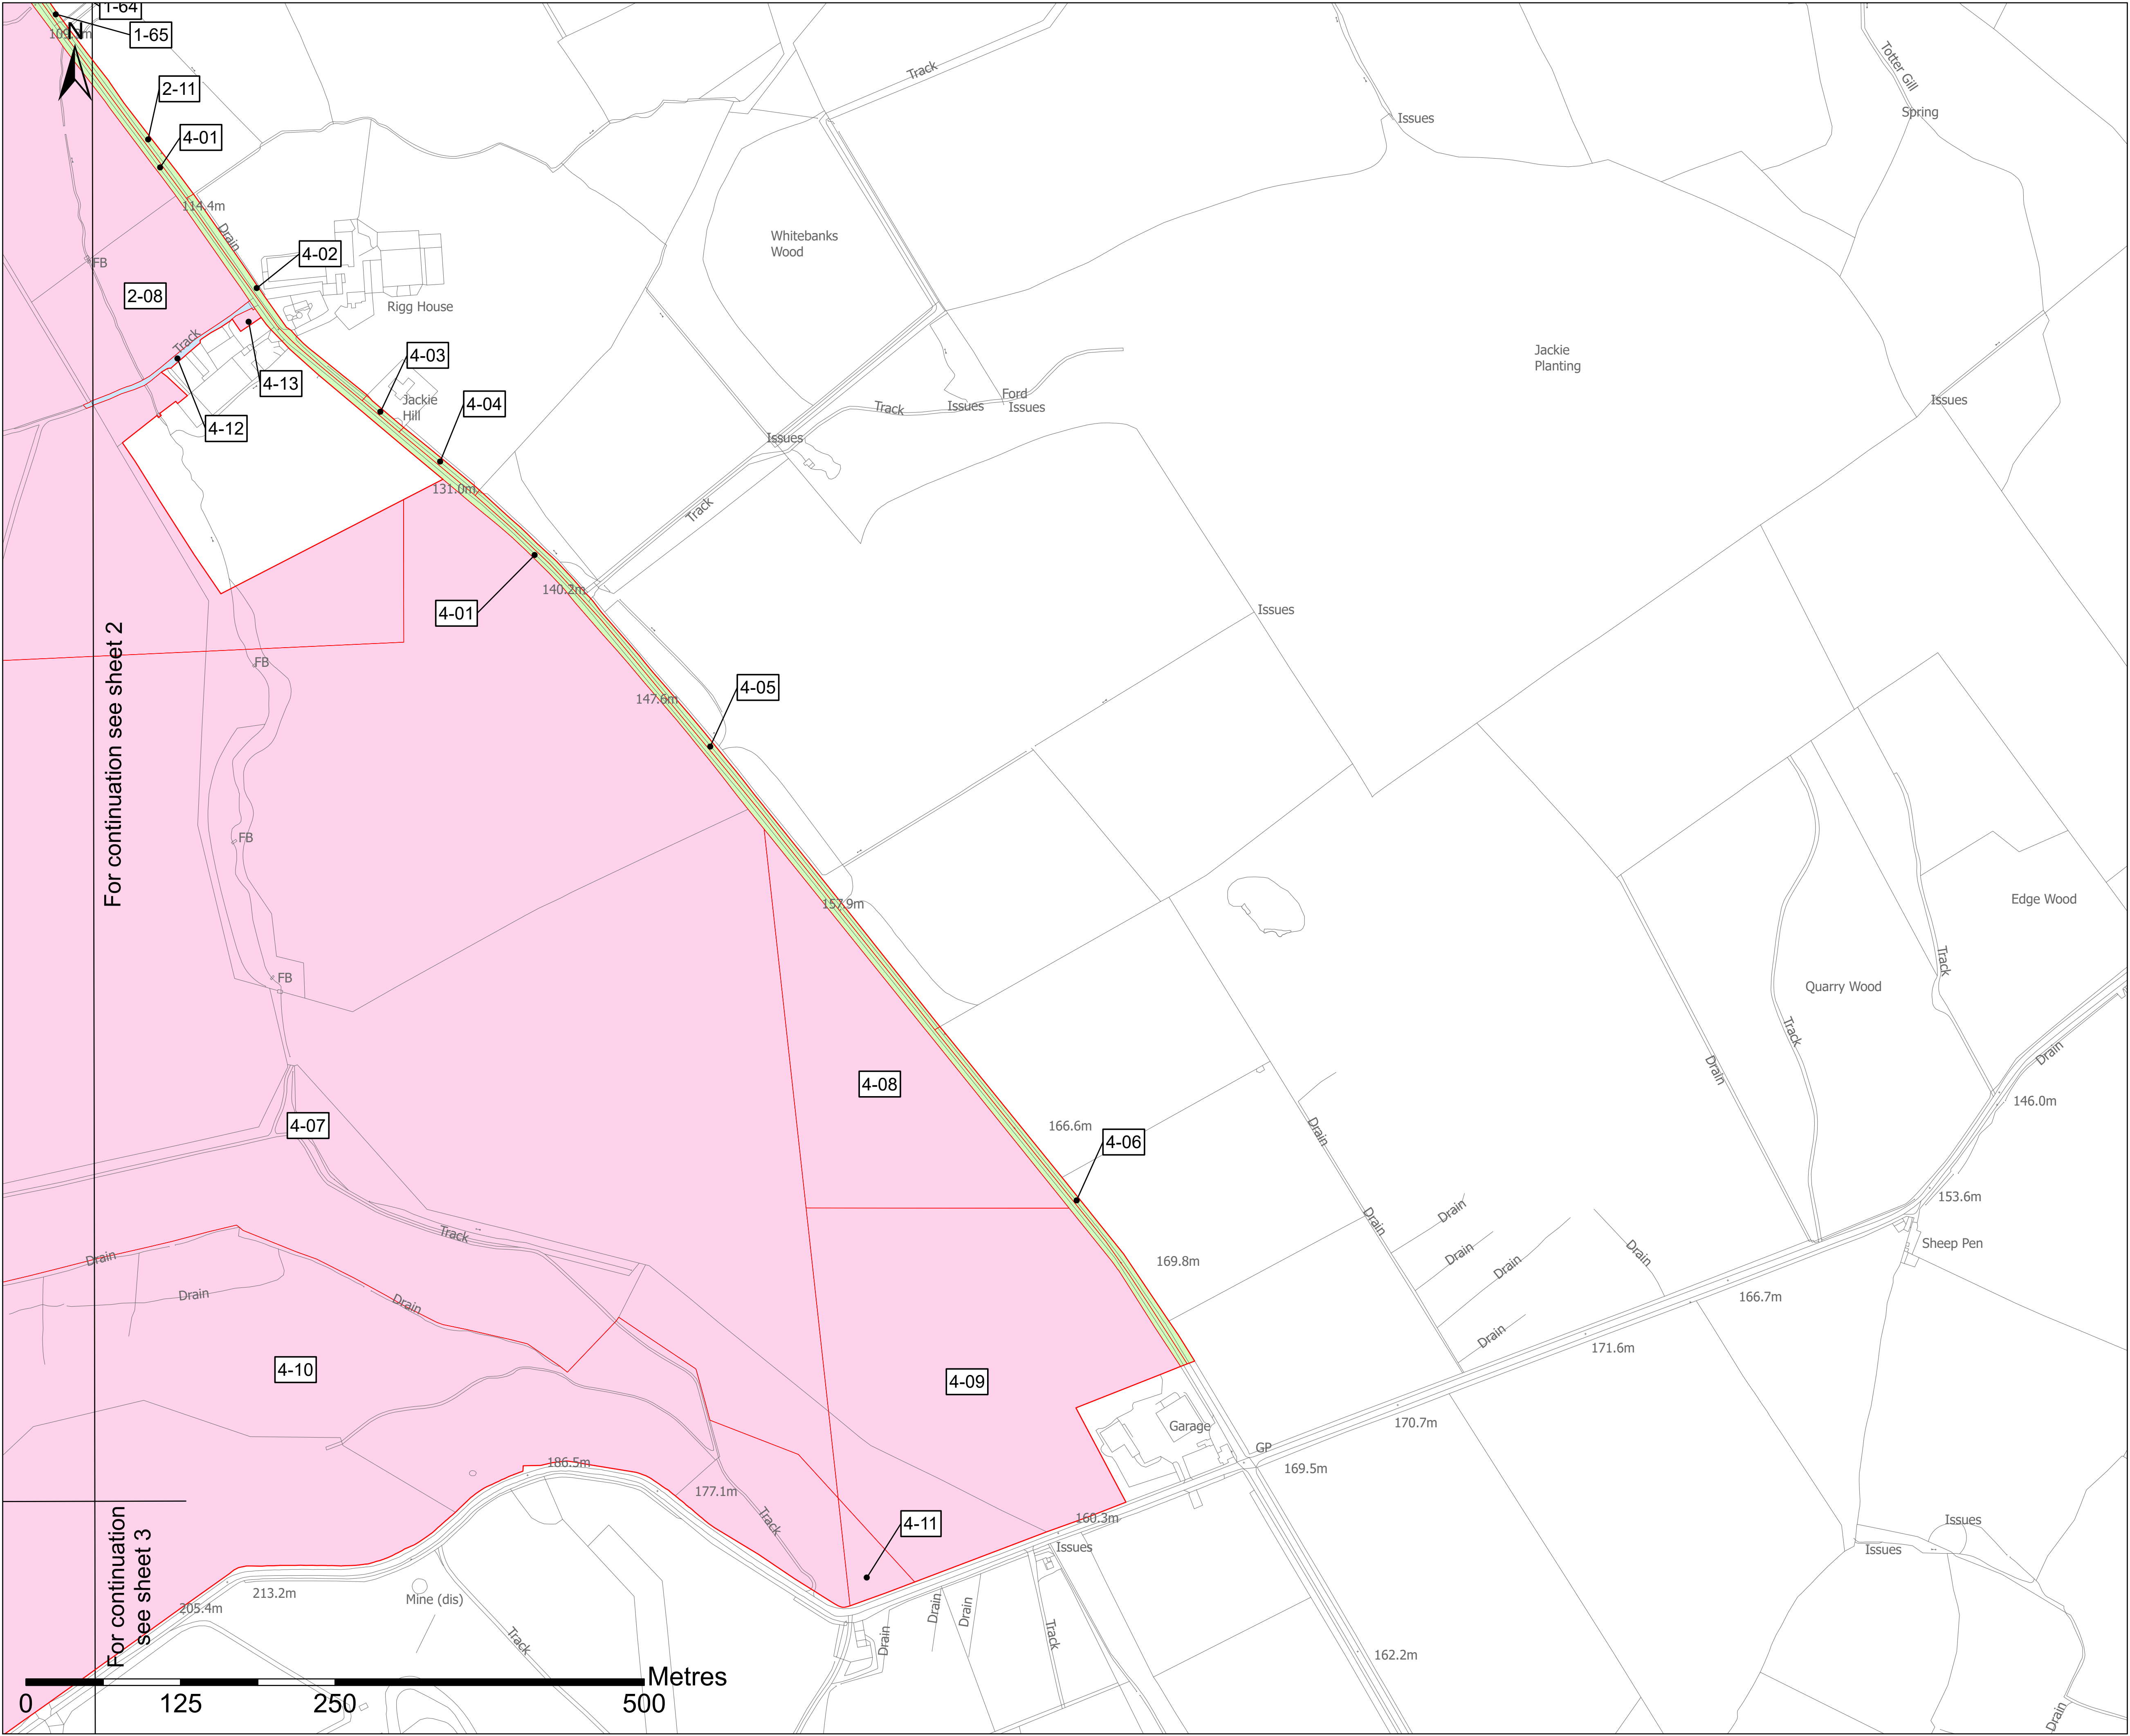 1-64
N
109.1m
1-65
2-11
4-01
114.4m
Drain
4-02
FB
2-08
Rigg House
Track
4-13
4-12
4-03
Jackie
Hill
4-04
131.0m
4-01
140.2m
Track
Whitebanks
Wood
Track
Issues
Track
Issues
Ford
Issues
Issues
Totter Gill
Spring
Jackie
Planting
Issues
Issues
For continuation see sheet 2
FB
147.6m
4-05
FB
157.9m
FB
4-08
4-07
166.6m
4-06
Edge Wood
Quarry Wood
Track
Track
Drain
Drain
146.0m
153.6m
Sheep Pen
Drain
Drain
Drain
Drain
Drain
Drain
Drain
169.8m
166.7m
171.6m
170.7m
Track
Drain
Drain
Drain
4-10
4-09
Garage
GP
169.5m
186.5m
177.1m
Track
4-11
160.3m
Issues
Issues
Issues
For continuation
see sheet 3
213.2m
205.4m
Mine (dis)
Track
Drain
Drain
Drain
Track
162.2m
Drain
Metres
0
125
250
500